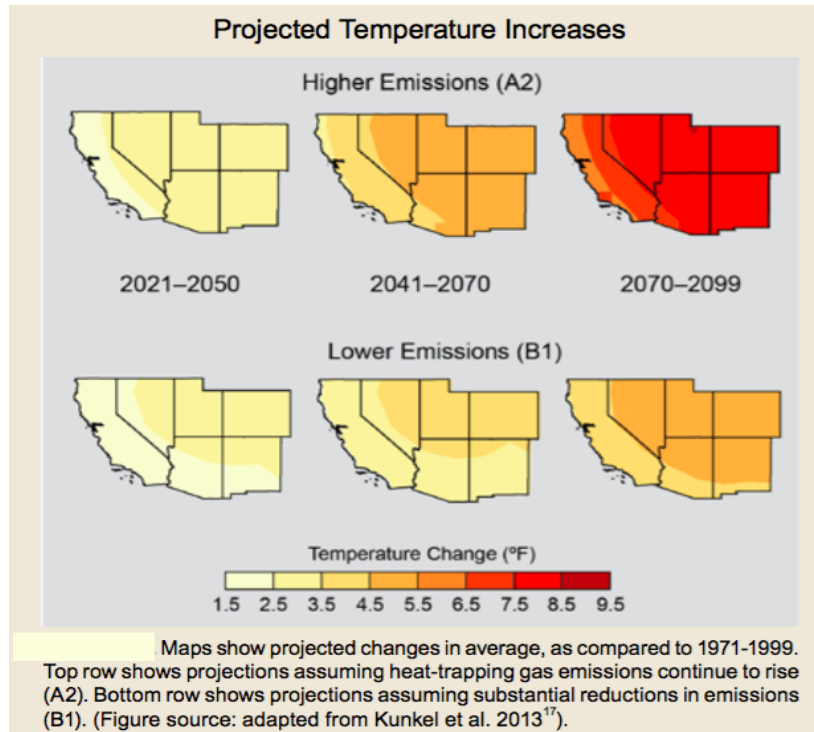 Projected Temperature Increases
Higher Emissions (A2)
2021–2050
2041–2070
2070–2099
Lower Emissions (B1)
Temperature Change (ºF)
1.5 2.5 3.5 4.5 5.5 6.5 7.5 8.5 9.5
. Maps show projected changes in average, as compared to 1971-1999.
Top row shows projections assuming heat-trapping gas emissions continue to rise
(A2). Bottom row shows projections assuming substantial reductions in emissions
(B1). (Figure source: adapted from Kunkel et al. 2013¹⁷).